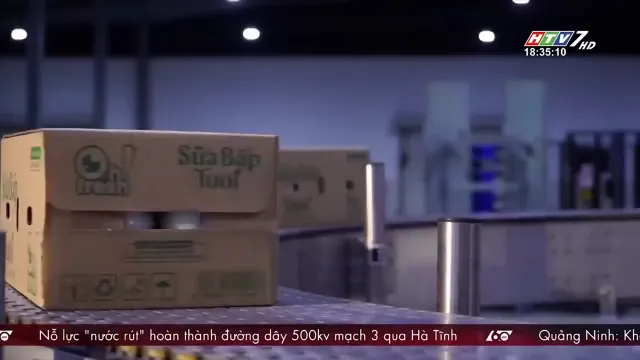 HTV7 HD
18:35:10
Sữa Bắp
Tươi
Nỗ lực "nước rút" hoàn thành đường dây 500kv mạch 3 qua Hà Tĩnh
60
Quảng Ninh: Kh